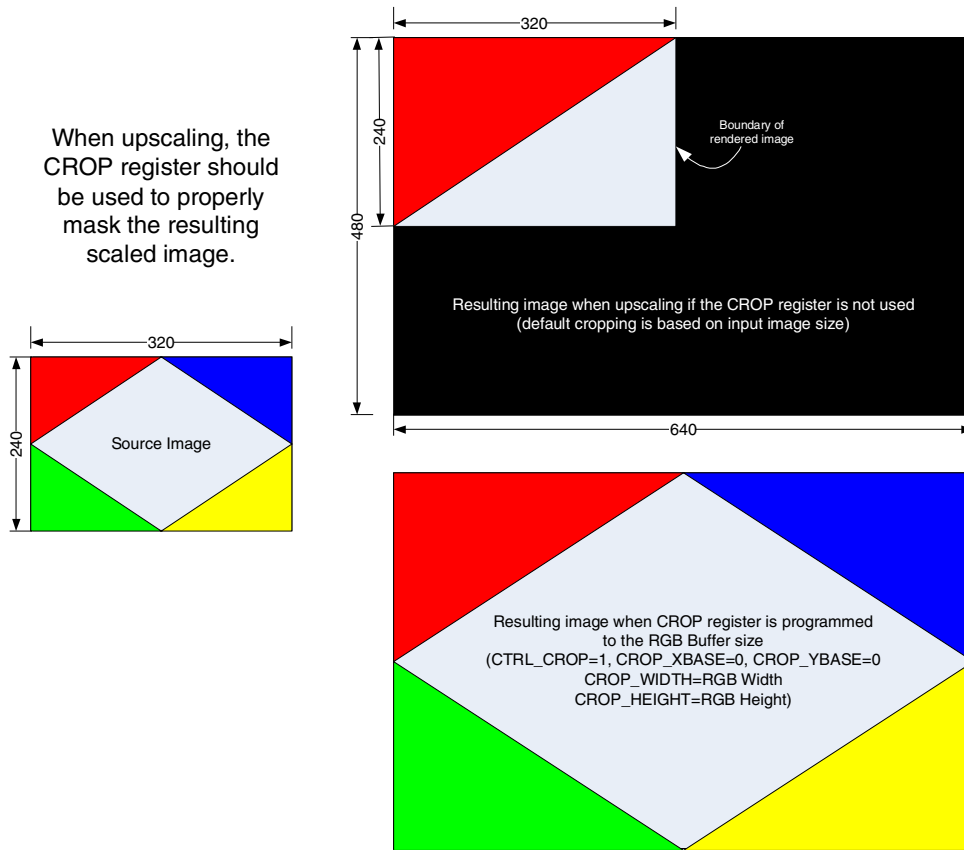 When upscaling, the
CROP register should
be used to properly
mask the resulting
scaled image.
320
240
Source Image
320
240
480
Boundary of
rendered image
Resulting image when upscaling if the CROP register is not used
(default cropping is based on input image size)
640
Resulting image when CROP register is programmed
to the RGB Buffer size
(CTRL_CROP=1, CROP_XBASE=0, CROP_YBASE=0
CROP_WIDTH=RGB Width
CROP_HEIGHT=RGB Height)